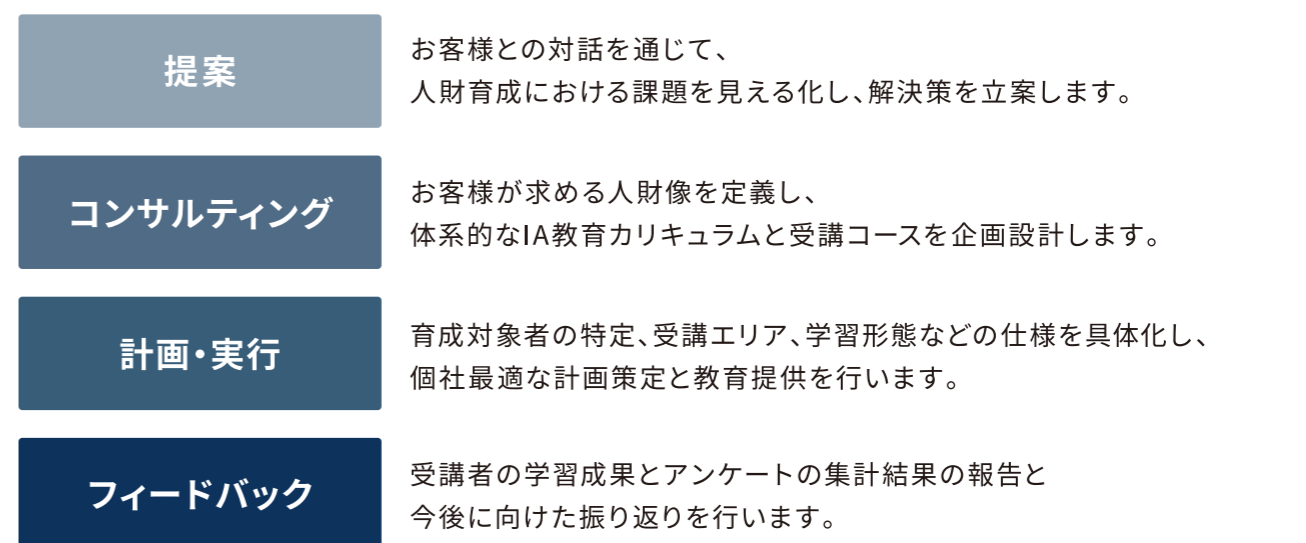 提案
お客様との対話を通じて、
人財育成における課題を見える化し、解決策を立案します。
コンサルティング
お客様が求める人財像を定義し、
体系的なIA教育カリキュラムと受講コースを企画設計します。
計画・実行
育成対象者の特定、受講エリア、学習形態などの仕様を具体化し、
個社最適な計画策定と教育提供を行います。
フィードバック
受講者の学習成果とアンケートの集計結果の報告と
今後に向けた振り返りを行います。